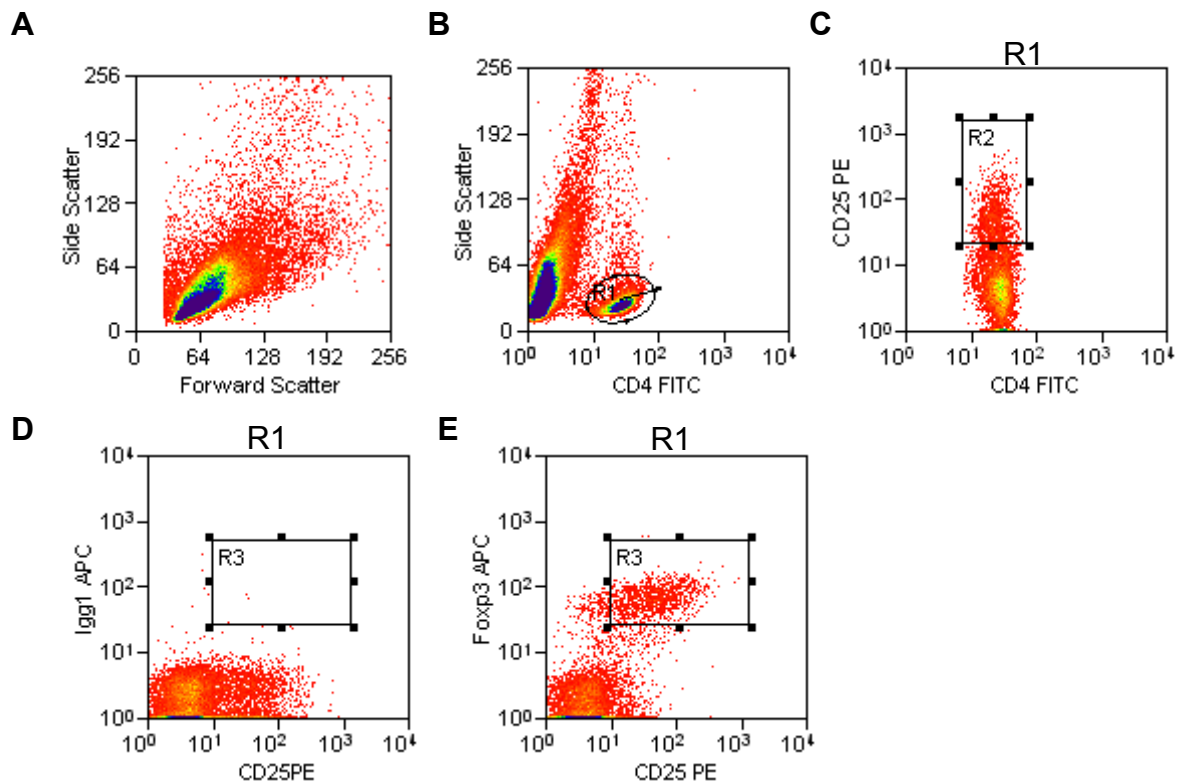 A
B
C
R1
256
192
128
64
0
Side Scatter
0 64 128 192 256
Forward Scatter
256
192
128
64
0
Side Scatter
R1
10⁰ 10¹ 10² 10³ 10⁴
CD4 FITC
10⁴
10³
10²
10¹
10⁰
CD25 PE
R2
10⁰ 10¹ 10² 10³ 10⁴
CD4 FITC
D
R1
E
R1
10⁴
10³
10²
10¹
10⁰
Igg1 APC
R3
10⁰ 10¹ 10² 10³ 10⁴
CD25PE
10⁴
10³
10²
10¹
10⁰
Foxp3 APC
R3
10⁰ 10¹ 10² 10³ 10⁴
CD25 PE